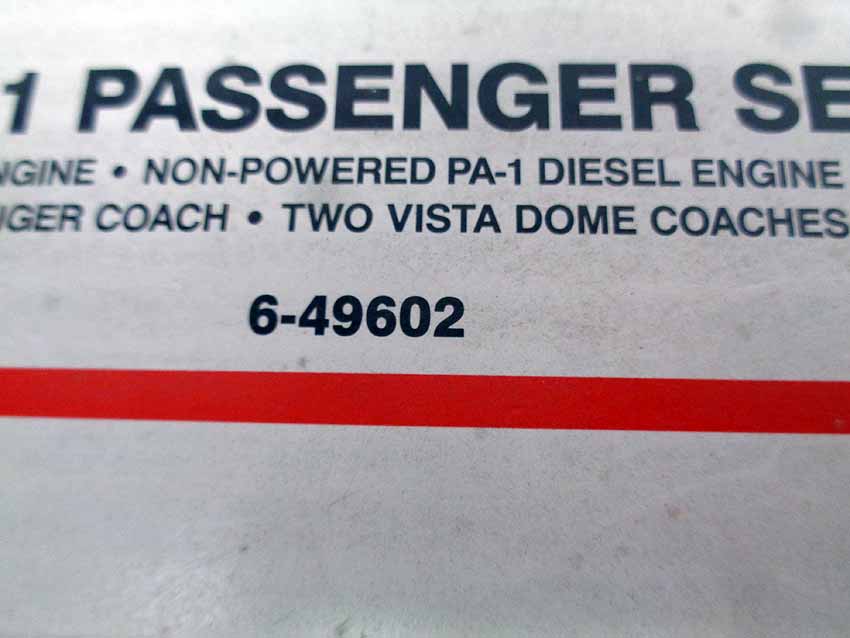 1 PASSENGER SE
NGINE • NON-POWERED PA-1 DIESEL ENGINE
NGER COACH • TWO VISTA DOME COACHES
6-49602